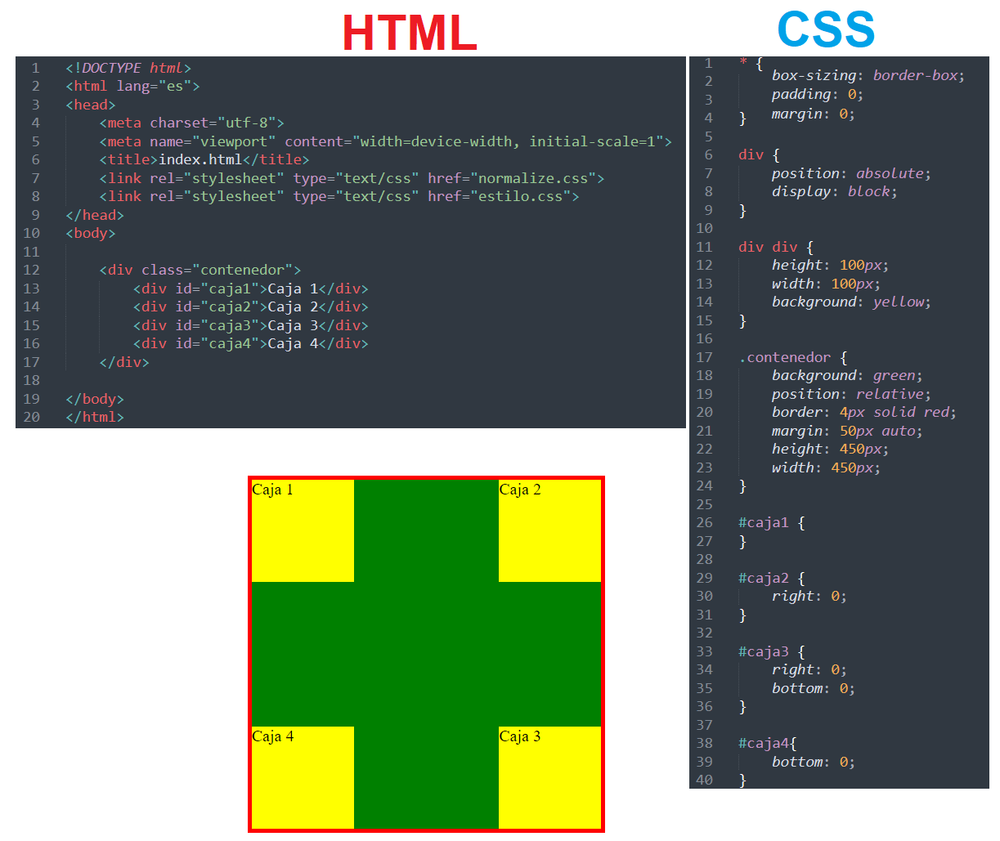 HTML
1 <!DOCTYPE html>
2 <html lang="es">
3 <head>
4 <meta charset="utf-8">
5 <meta name="viewport" content="width=device-width, initial-scale=1">
6 <title>index.html</title>
7 <link rel="stylesheet" type="text/css" href="normalize.css">
8 <link rel="stylesheet" type="text/css" href="estilo.css">
9 </head>
10 <body>
11
12 <div class="contenedor">
13 <div id="caja1">Caja 1</div>
14 <div id="caja2">Caja 2</div>
15 <div id="caja3">Caja 3</div>
16 <div id="caja4">Caja 4</div>
17 </div>
18
19 </body>
20 </html>
CSS
1 * {
2 box-sizing: border-box;
3 padding: 0;
4 margin: 0;
}
5
6 div {
7 position: absolute;
8 display: block;
9 }
10
11 div div {
12 height: 100px;
13 width: 100px;
14 background: yellow;
15 }
16
17 .contenedor {
18 background: green;
19 position: relative;
20 border: 4px solid red;
21 margin: 50px auto;
22 height: 450px;
23 width: 450px;
24 }
25
26 #caja1 {
27 }
28
29 #caja2 {
30 right: 0;
31 }
32
33 #caja3 {
34 right: 0;
35 bottom: 0;
36 }
37
38 #caja4{
39 bottom: 0;
40 }
Caja 1
Caja 2
Caja 4
Caja 3